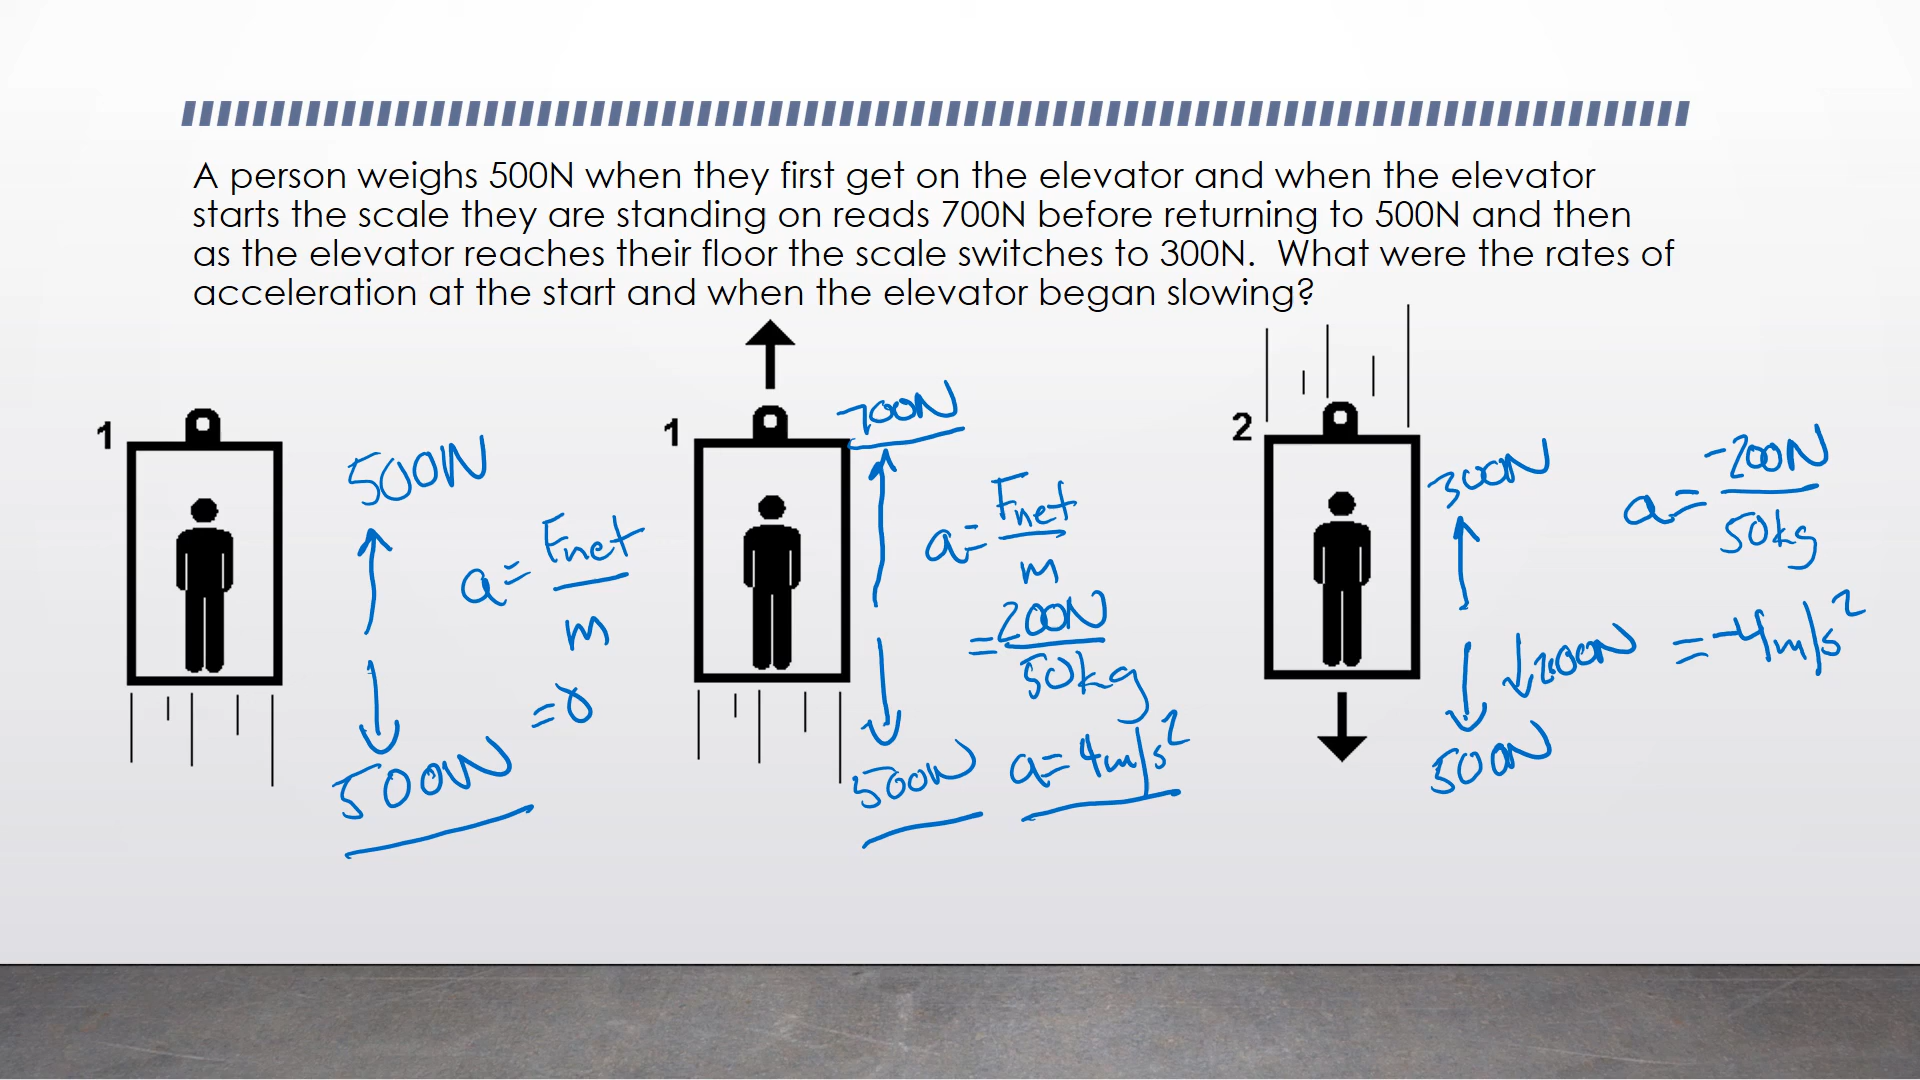 A person weighs 500N when they first get on the elevator and when the elevator
starts the scale they are standing on reads 700N before returning to 500N and then
as the elevator reaches their floor the scale switches to 300N. What were the rates of
acceleration at the start and when the elevator began slowing?
1
500N
a = Fnet
m
= 0
500N
1
700N
a = Fnet
m
= 200N
50kg
a = 4m/s²
500N
2
300N
↓200N
500N
a = -200N
50kg
= -4m/s²